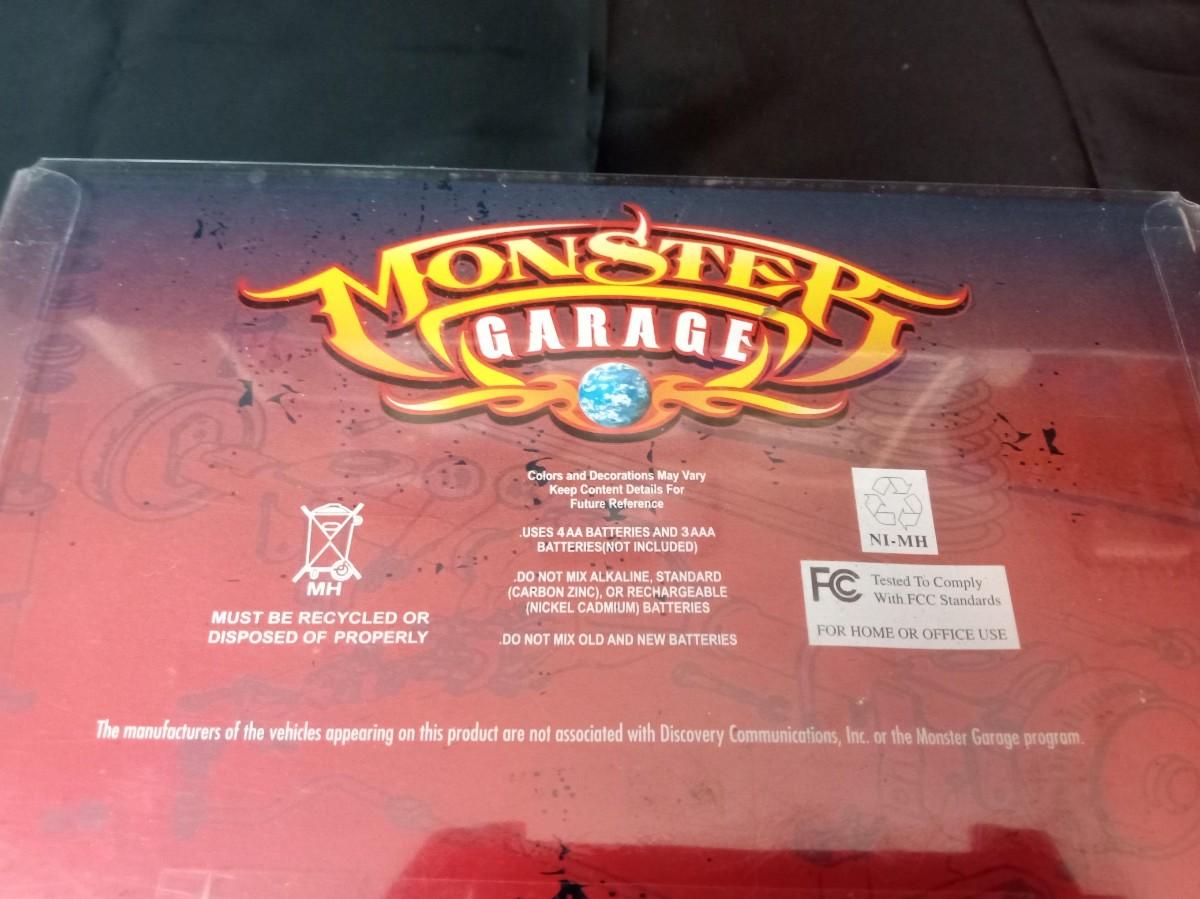 MONSTER
GARAGE
Colors and Decorations May Vary
Keep Content Details For
Future Reference
.USES 4 AA BATTERIES AND 3 AAA
BATTERIES(NOT INCLUDED)
.DO NOT MIX ALKALINE, STANDARD
(CARBON ZINC), OR RECHARGEABLE
(NICKEL CADMIUM) BATTERIES
.DO NOT MIX OLD AND NEW BATTERIES
MH
MUST BE RECYCLED OR
DISPOSED OF PROPERLY
NI-MH
FC Tested To Comply
With FCC Standards
FOR HOME OR OFFICE USE
The manufacturers of the vehicles appearing on this product are not associated with Discovery Communications, Inc. or the Monster Garage program.